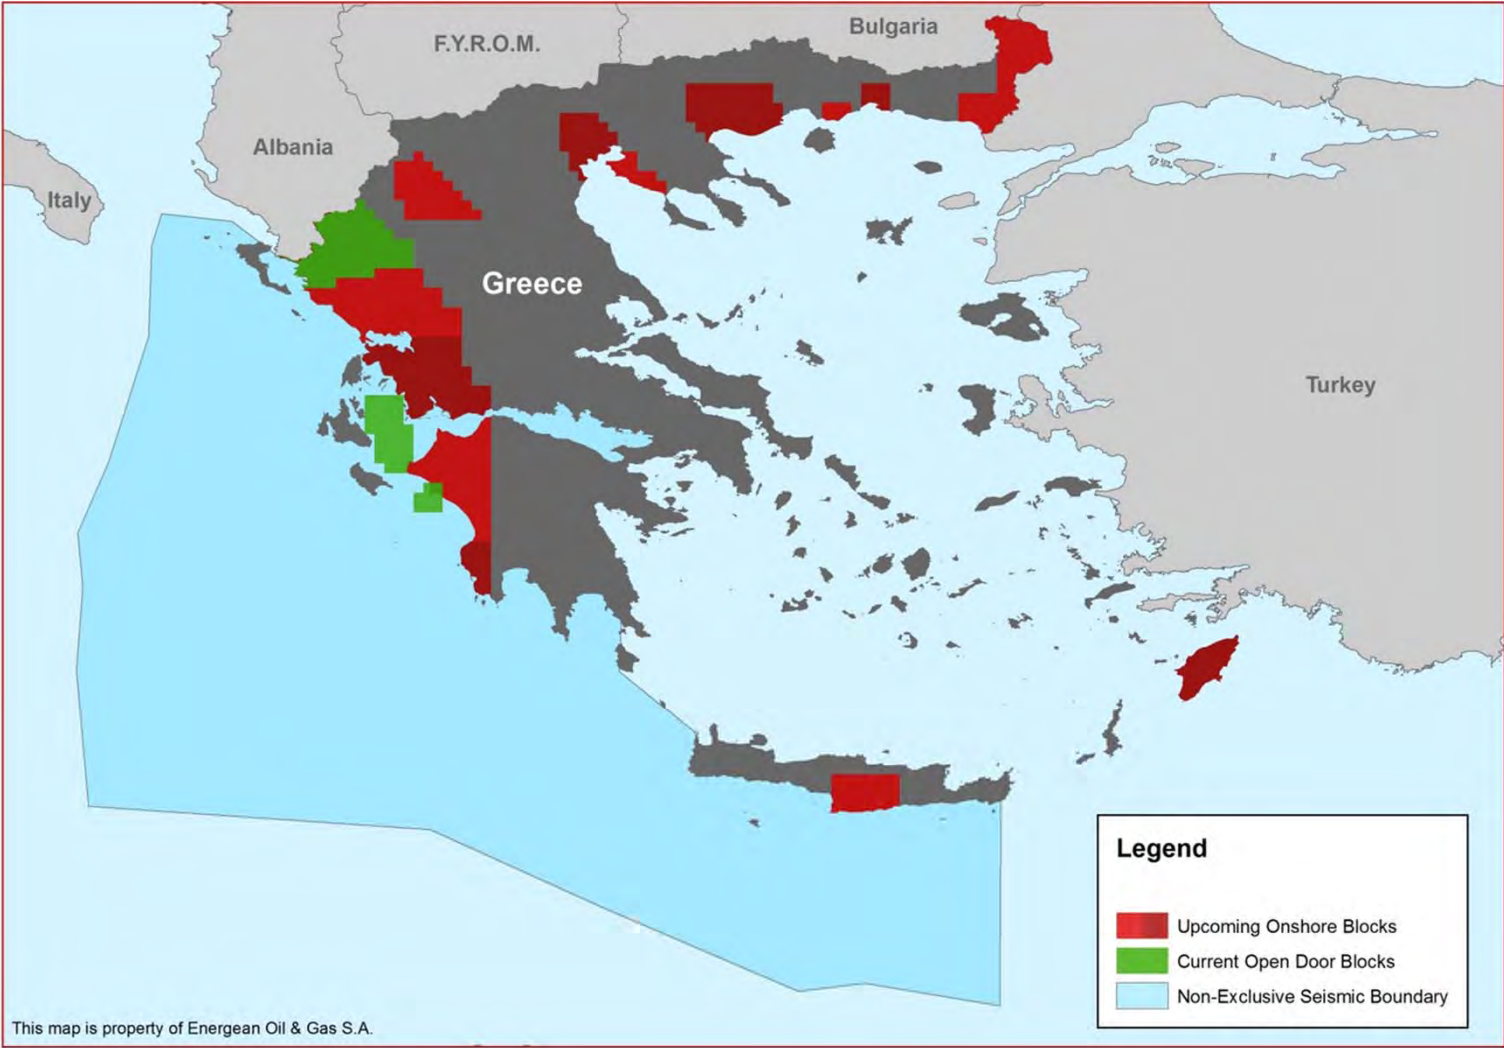 Bulgaria
F.Y.R.O.M.
Albania
Italy
Greece
Turkey
Legend
Upcoming Onshore Blocks
Current Open Door Blocks
Non-Exclusive Seismic Boundary
This map is property of Energean Oil & Gas S.A.